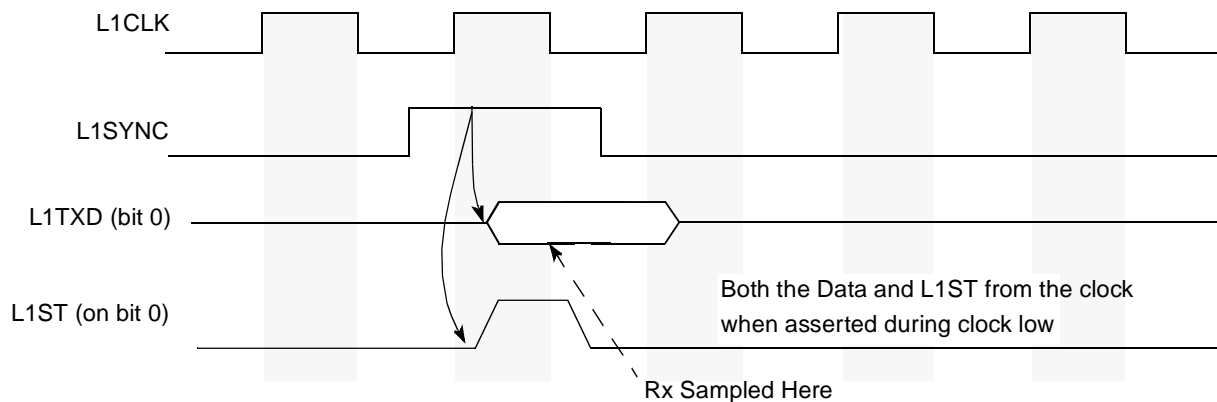 L1CLK
L1SYNC
L1TXD (bit 0)
L1ST (on bit 0)
Both the Data and L1ST from the clock
when asserted during clock low
Rx Sampled Here